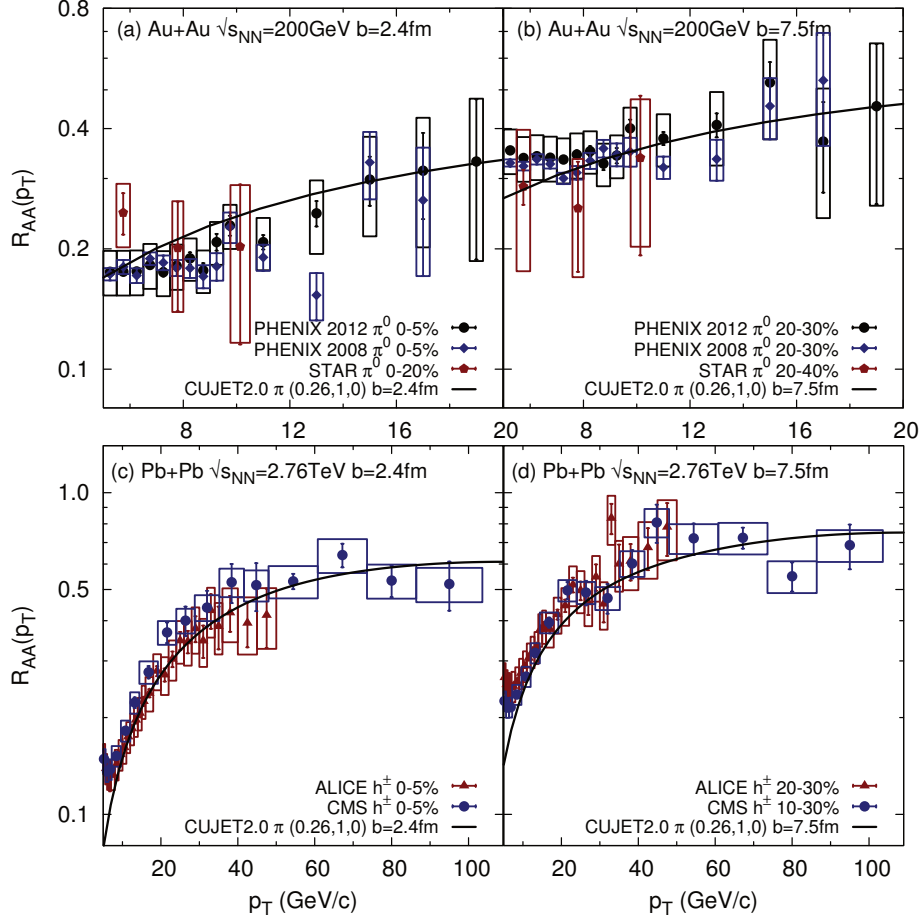 (a) Au+Au √sNN=200GeV b=2.4fm
(b) Au+Au √sNN=200GeV b=7.5fm
0.8
0.4
0.2
0.1
RAA(pT)
PHENIX 2012 π⁰ 0-5%
PHENIX 2008 π⁰ 0-5%
STAR π⁰ 0-20%
CUJET2.0 π (0.26,1,0) b=2.4fm
PHENIX 2012 π⁰ 20-30%
PHENIX 2008 π⁰ 20-30%
STAR π⁰ 20-40%
CUJET2.0 π (0.26,1,0) b=7.5fm
8 12 16 20 8 12 16 20
(c) Pb+Pb √sNN=2.76TeV b=2.4fm
(d) Pb+Pb √sNN=2.76TeV b=7.5fm
1.0
0.5
0.1
RAA(pT)
ALICE h± 0-5%
CMS h± 0-5%
CUJET2.0 π (0.26,1,0) b=2.4fm
ALICE h± 20-30%
CMS h± 10-30%
CUJET2.0 π (0.26,1,0) b=7.5fm
20 40 60 80 100 20 40 60 80 100
pT (GeV/c) pT (GeV/c)